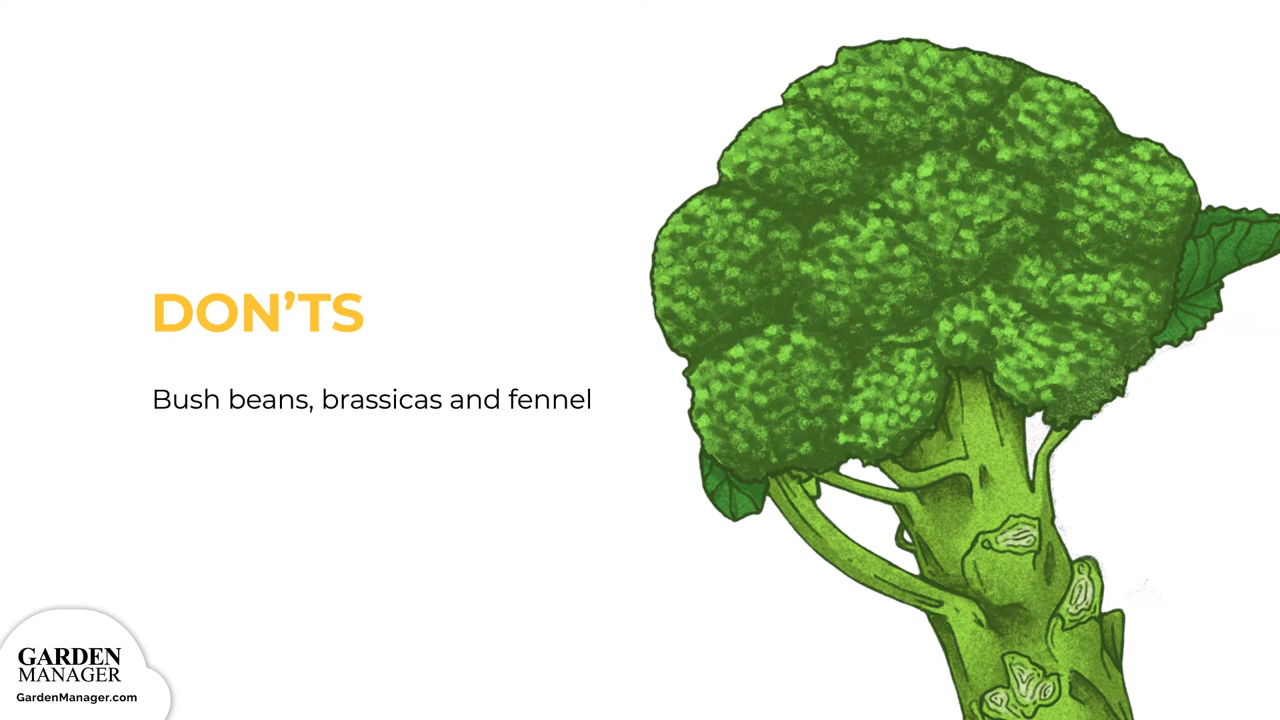 DON’TS
Bush beans, brassicas and fennel
GARDEN
MANAGER
GardenManager.com